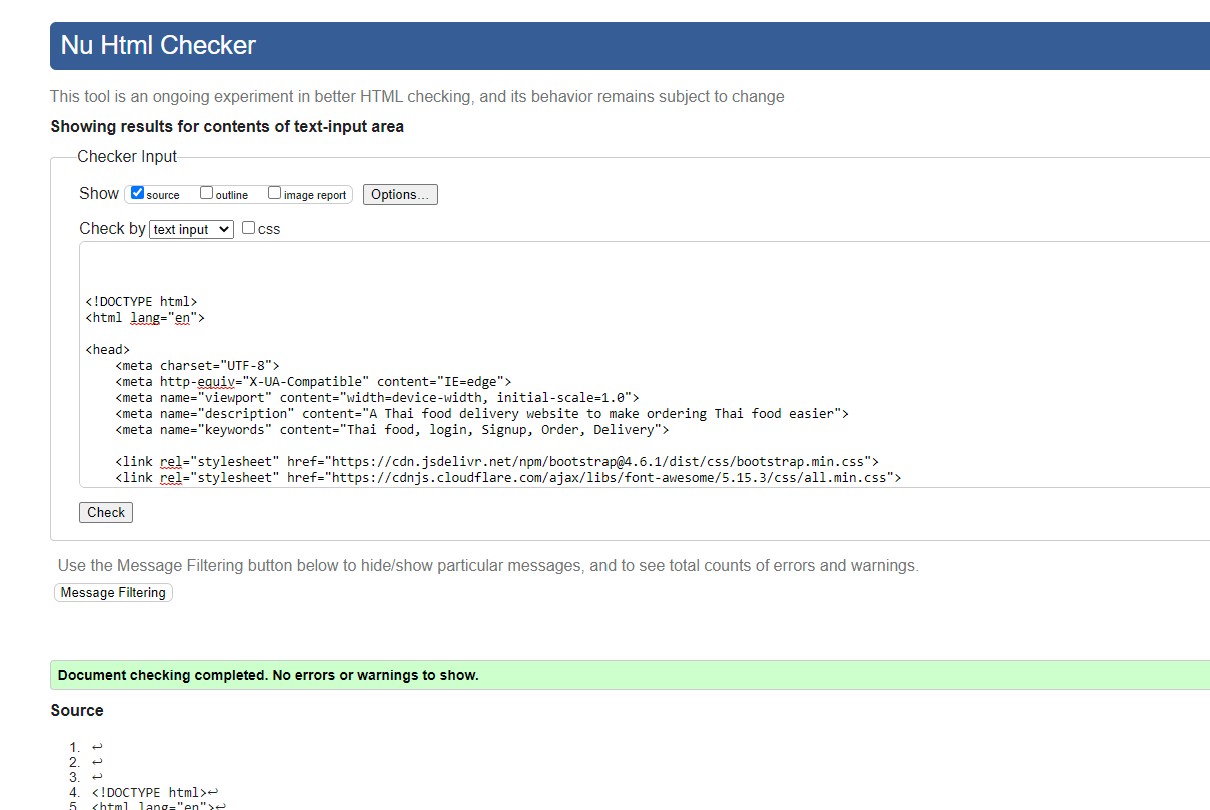 Nu Html Checker
This tool is an ongoing experiment in better HTML checking, and its behavior remains subject to change
Showing results for contents of text-input area
Checker Input
Show source outline image report Options...
Check by text input css
<!DOCTYPE html>
<html lang="en">
<head>
<meta charset="UTF-8">
<meta http-equiv="X-UA-Compatible" content="IE=edge">
<meta name="viewport" content="width=device-width, initial-scale=1.0">
<meta name="description" content="A Thai food delivery website to make ordering Thai food easier">
<meta name="keywords" content="Thai food, login, Signup, Order, Delivery">
<link rel="stylesheet" href="https://cdn.jsdelivr.net/npm/bootstrap@4.6.1/dist/css/bootstrap.min.css">
<link rel="stylesheet" href="https://cdnjs.cloudflare.com/ajax/libs/font-awesome/5.15.3/css/all.min.css">
Check
Use the Message Filtering button below to hide/show particular messages, and to see total counts of errors and warnings.
Message Filtering
Document checking completed. No errors or warnings to show.
Source
1. ↩
2. ↩
3. ↩
4. <!DOCTYPE html>↩
5. <html lang="en">↩